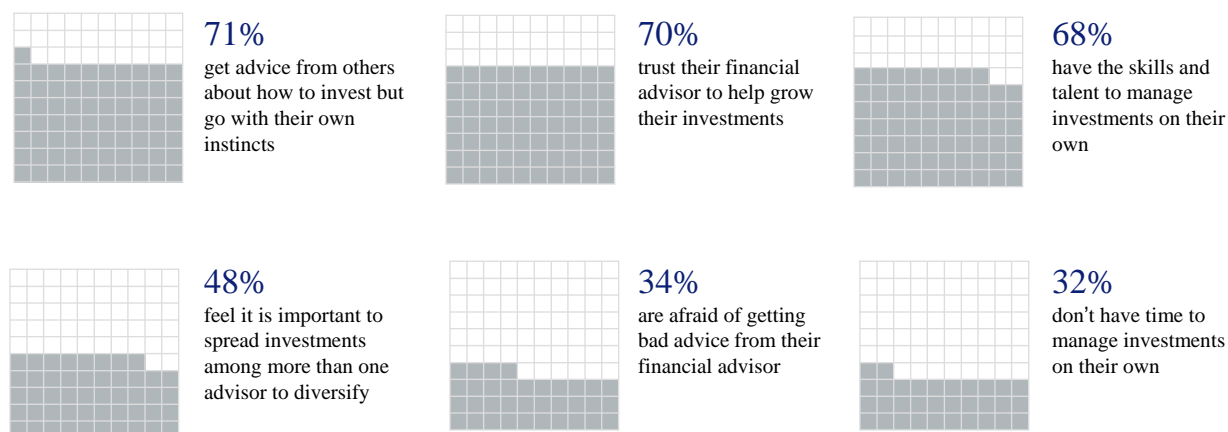 71%
get advice from others
about how to invest but
go with their own
instincts
70%
trust their financial
advisor to help grow
their investments
68%
have the skills and
talent to manage
investments on their
own
48%
feel it is important to
spread investments
among more than one
advisor to diversify
34%
are afraid of getting
bad advice from their
financial advisor
32%
don't have time to
manage investments
on their own